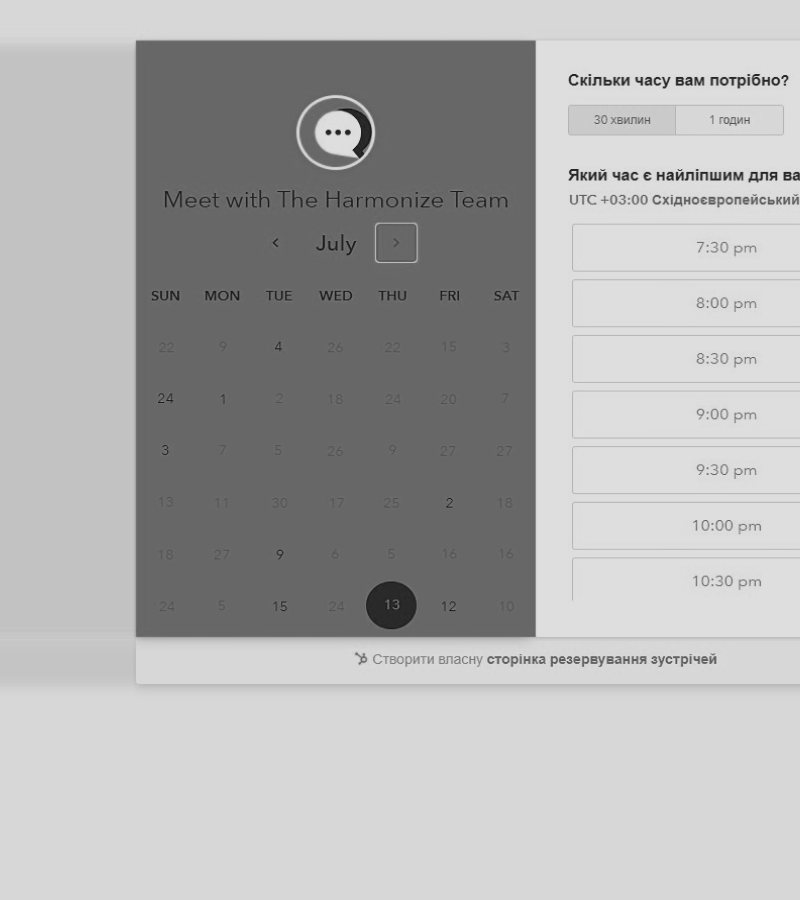 Meet with The Harmonize Team
July
SUN MON TUE WED THU FRI SAT
22 9 4 26 22 15 3
24 1 2 18 24 20 7
3 7 5 26 9 27 27
13 11 30 17 25 2 18
18 27 9 6 5 16 16
24 5 15 24 13 12 10
Скільки часу вам потрібно?
30 хвилин 1 годин
Який час є найліпшим для ва
UTC +03:00 Східноєвропейський
7:30 pm
8:00 pm
8:30 pm
9:00 pm
9:30 pm
10:00 pm
10:30 pm
Створити власну сторінка резервування зустрічей